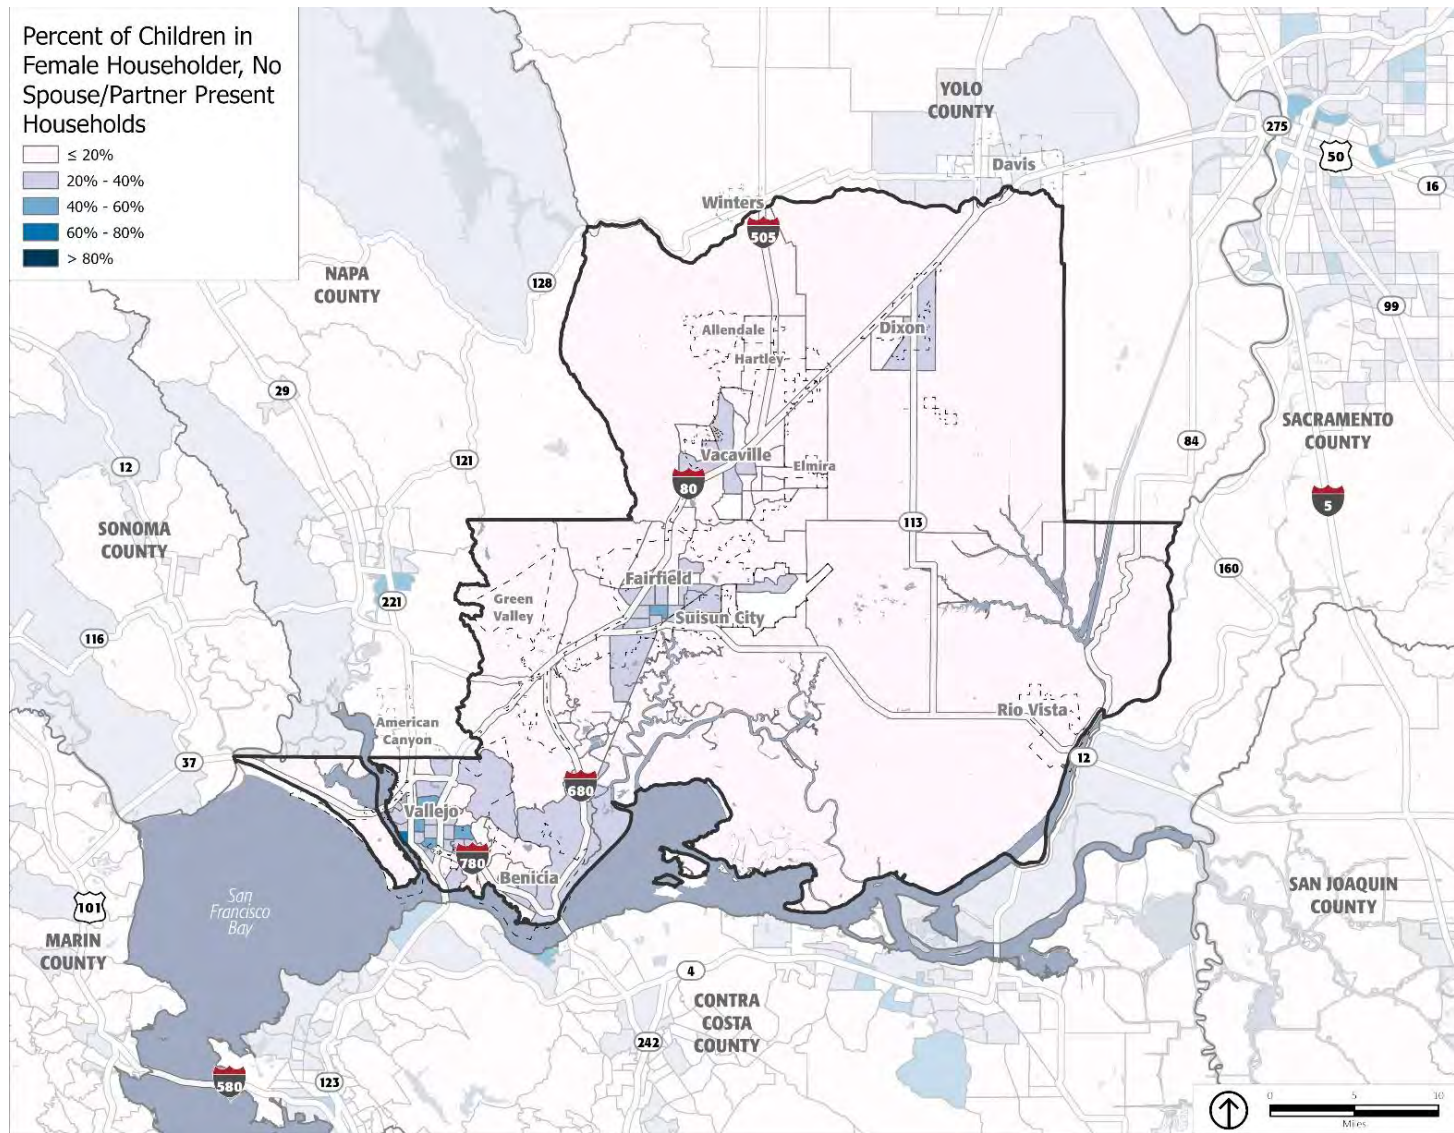 Percent of Children in
Female Householder, No
Spouse/Partner Present
Households
≤ 20%
20% - 40%
40% - 60%
60% - 80%
> 80%
YOLO
COUNTY
275
50
Davis
16
Winters
505
NAPA
COUNTY
128
99
Allendale
Dixon
Hartley
29
SACRAMENTO
COUNTY
84
121
12
Vacaville
Elmira
80
5
SONOMA
COUNTY
113
160
Fairfield
221
Green
Valley
Suisun City
116
American
Canyon
Rio Vista
37
12
680
Vallejo
780
Benicia
San
Francisco
Bay
101
SAN JOAQUIN
COUNTY
MARIN
COUNTY
4
CONTRA
COSTA
COUNTY
242
580
123
0 5 10
Miles